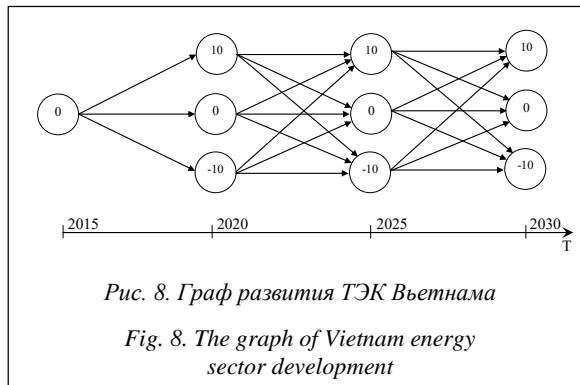 10 10 10
0 0 0 0
-10 -10 -10
2015 2020 2025 2030
T
Рис. 8. Граф развития ТЭК Вьетнама
Fig. 8. The graph of Vietnam energy
sector development